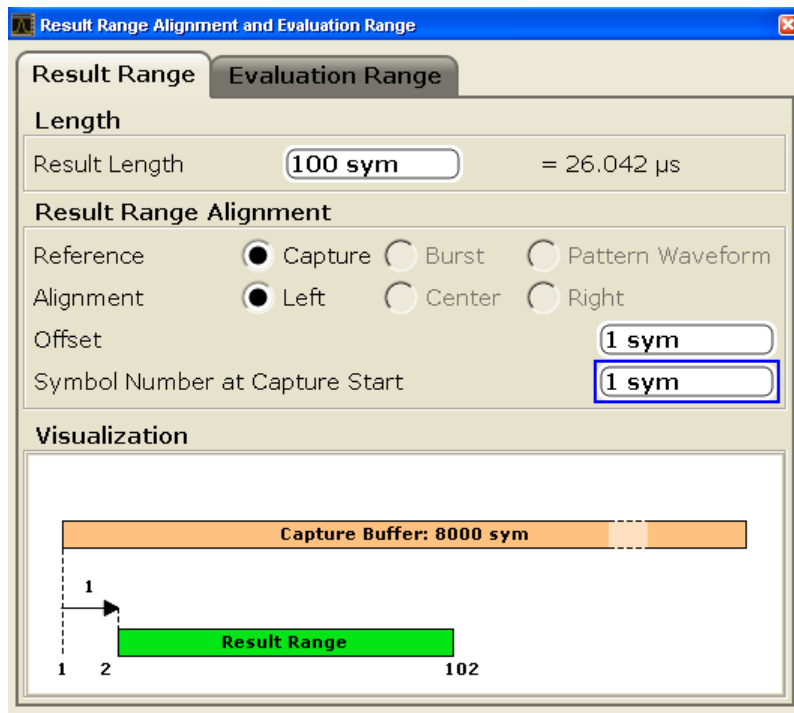 Result Range Alignment and Evaluation Range
Result Range Evaluation Range
Length
Result Length 100 sym = 26.042 µs
Result Range Alignment
Reference Capture Burst Pattern Waveform
Alignment Left Center Right
Offset 1 sym
Symbol Number at Capture Start 1 sym
Visualization
Capture Buffer: 8000 sym
1
Result Range
1 2 102